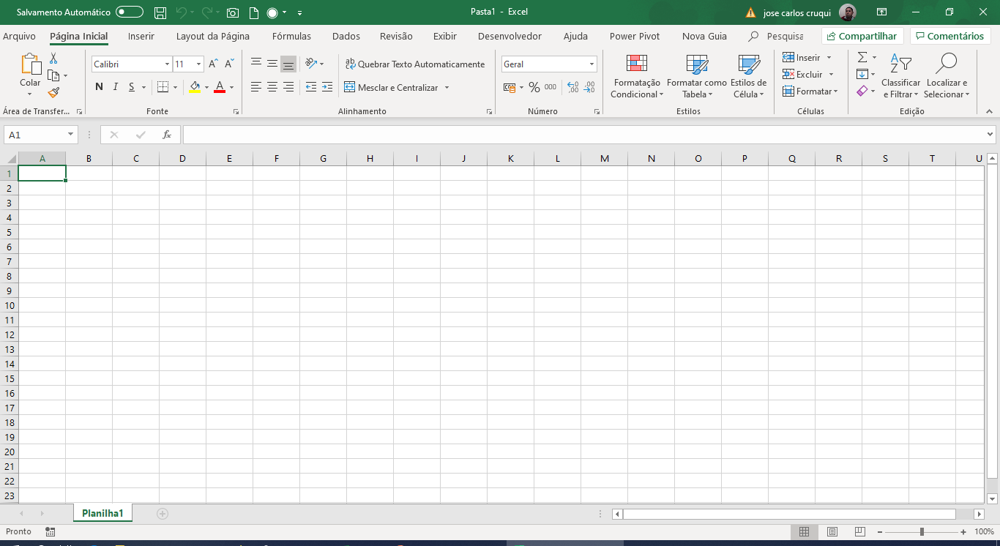 Salvamento Automático
Pasta1 - Excel
jose carlos cruqui
Arquivo Página Inicial Inserir Layout da Página Fórmulas Dados Revisão Exibir Desenvolvedor Ajuda Power Pivot Nova Guia Pesquisa Compartilhar Comentários
Colar
Área de Transfer...
Calibri 11
N I S
Fonte
ab Quebrar Texto Automaticamente
Mesclar e Centralizar
Alinhamento
Geral
% 000 ,00 ,00
Número
Formatação
Condicional
Formatar como
Tabela
Estilos de
Célula
Estilos
Inserir
Excluir
Formatar
Células
Classificar
e Filtrar
Localizar e
Selecionar
Edição
A1 fx
A B C D E F G H I J K L M N O P Q R S T U
1
2
3
4
5
6
7
8
9
10
11
12
13
14
15
16
17
18
19
20
21
22
23
Planilha1
Pronto
100%